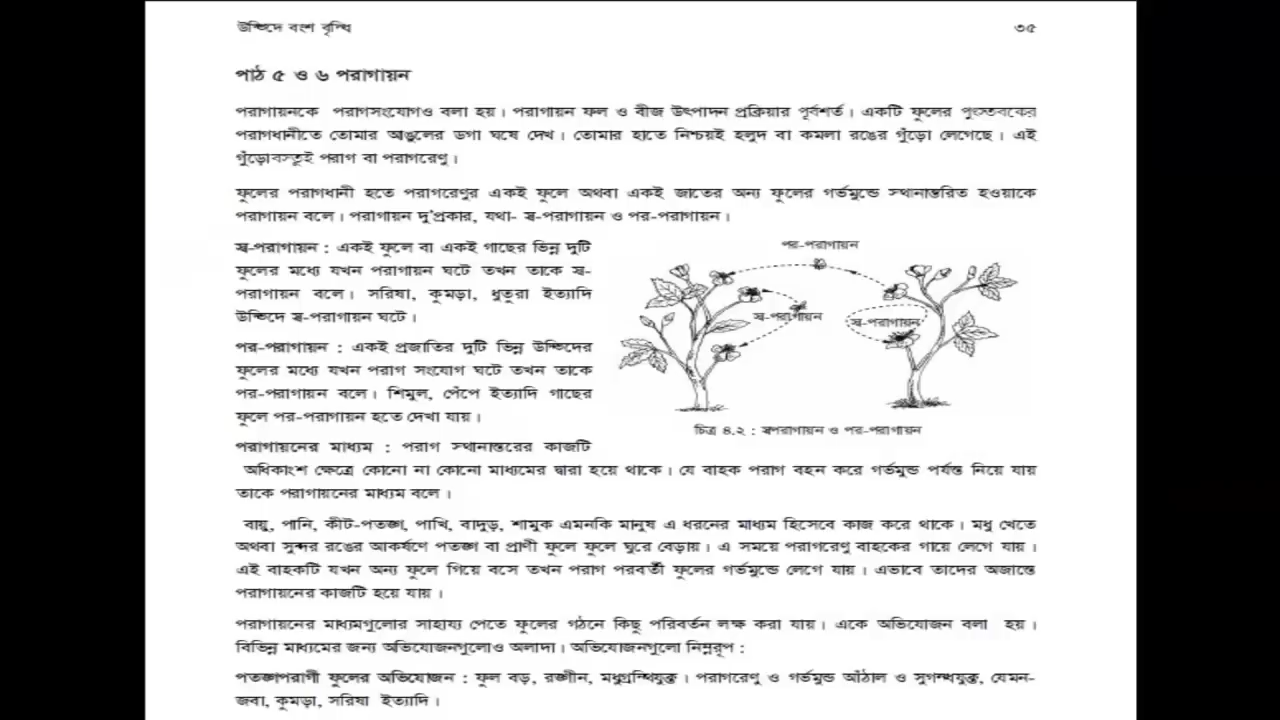 উদ্ভিদে বংশ বৃদ্ধি ৩৫
পাঠ ৫ ও ৬ পরাগায়ন
পরাগায়নকে পরাগসংযোগও বলা হয়। পরাগায়ন ফল ও বীজ উৎপাদন প্রক্রিয়ার পূর্বশর্ত। একটি ফুলের পুংস্তবকের
পরাগধানীতে তোমার আঙুলের ডগা ঘষে দেখ। তোমার হাতে নিশ্চয়ই হলুদ বা কমলা রঙের গুঁড়ো লেগেছে। এই
গুঁড়োবস্তুই পরাগ বা পরাগরেণু।
ফুলের পরাগধানী হতে পরাগরেণুর একই ফুলে অথবা একই জাতের অন্য ফুলের গর্ভমুন্ডে স্থানান্তরিত হওয়াকে
পরাগায়ন বলে। পরাগায়ন দু'প্রকার, যথা- স্ব-পরাগায়ন ও পর-পরাগায়ন।
স্ব-পরাগায়ন : একই ফুলে বা একই গাছের ভিন্ন দুটি
ফুলের মধ্যে যখন পরাগায়ন ঘটে তখন তাকে স্ব-
পরাগায়ন বলে। সরিষা, কুমড়া, ধুতুরা ইত্যাদি
উদ্ভিদে স্ব-পরাগায়ন ঘটে।
পর-পরাগায়ন : একই প্রজাতির দুটি ভিন্ন উদ্ভিদের
ফুলের মধ্যে যখন পরাগ সংযোগ ঘটে তখন তাকে
পর-পরাগায়ন বলে। শিমুল, পেঁপে ইত্যাদি গাছের
ফুলে পর-পরাগায়ন হতে দেখা যায়।
পর-পরাগায়ন
স্ব-পরাগায়ন
স্ব-পরাগায়ন
চিত্র ৪.২ : স্বপরাগায়ন ও পর-পরাগায়ন
পরাগায়নের মাধ্যম : পরাগ স্থানান্তরের কাজটি
অধিকাংশ ক্ষেত্রে কোনো না কোনো মাধ্যমের দ্বারা হয়ে থাকে। যে বাহক পরাগ বহন করে গর্ভমুন্ড পর্যন্ত নিয়ে যায়
তাকে পরাগায়নের মাধ্যম বলে।
বায়ু, পানি, কীট-পতঙ্গ, পাখি, বাদুড়, শামুক এমনকি মানুষ এ ধরনের মাধ্যম হিসেবে কাজ করে থাকে। মধু খেতে
অথবা সুন্দর রঙের আকর্ষণে পতঙ্গ বা প্রাণী ফুলে ফুলে ঘুরে বেড়ায়। এ সময়ে পরাগরেণু বাহকের গায়ে লেগে যায়।
এই বাহকটি যখন অন্য ফুলে গিয়ে বসে তখন পরাগ পরবর্তী ফুলের গর্ভমুন্ডে লেগে যায়। এভাবে তাদের অজান্তে
পরাগায়নের কাজটি হয়ে যায়।
পরাগায়নের মাধ্যমগুলোর সাহায্য পেতে ফুলের গঠনে কিছু পরিবর্তন লক্ষ করা যায়। একে অভিযোজন বলা হয়।
বিভিন্ন মাধ্যমের জন্য অভিযোজনগুলোও অলাদা। অভিযোজনগুলো নিম্নরূপ :
পতঙ্গপরাগী ফুলের অভিযোজন : ফুল বড়, রঙ্গীন, মধুগ্রন্থিযুক্ত। পরাগরেণু ও গর্ভমুন্ড আঁঠাল ও সুগন্ধযুক্ত, যেমন-
জবা, কুমড়া, সরিষা ইত্যাদি।